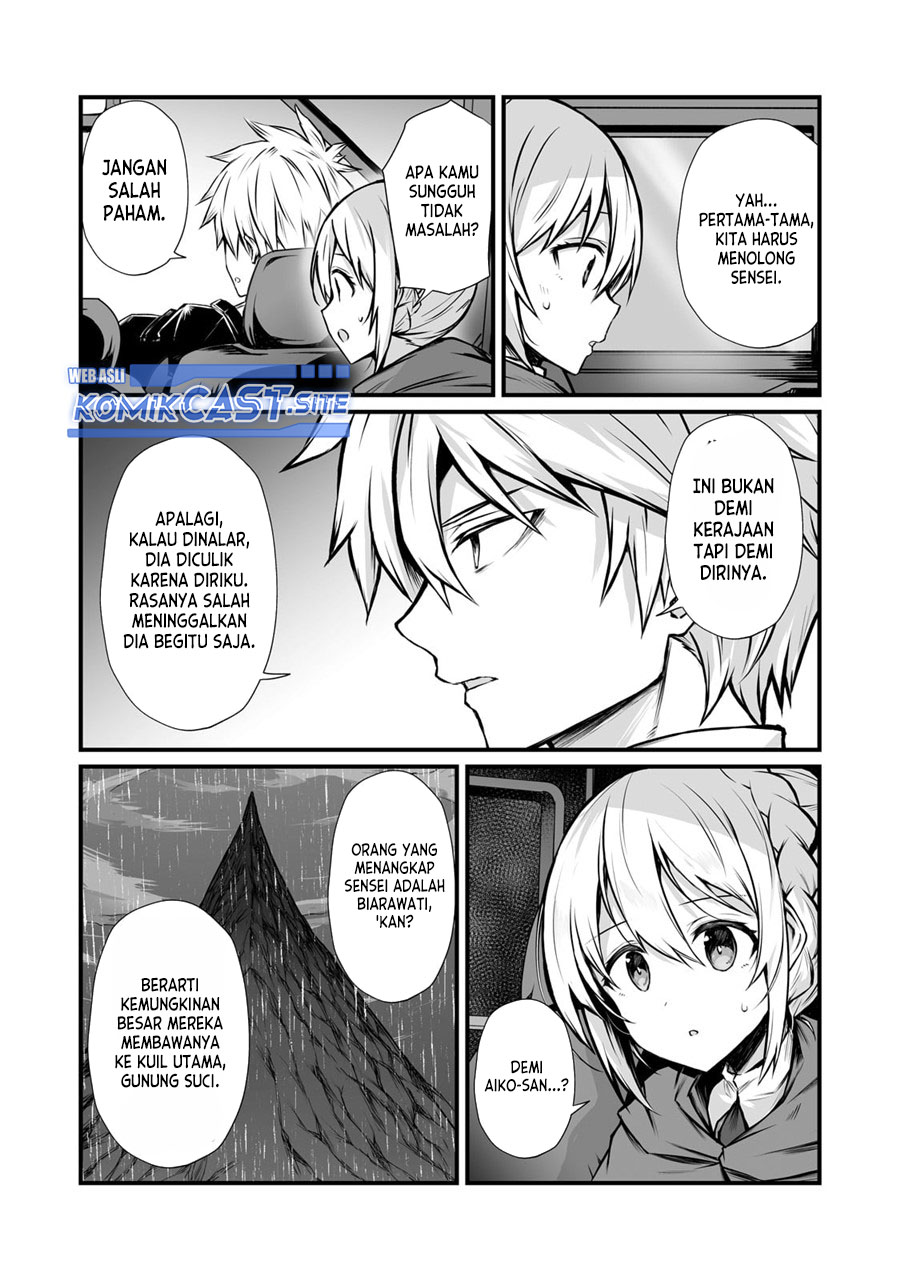 YAH...
PERTAMA-TAMA,
KITA HARUS
MENOLONG
SENSEI.
APA KAMU
SUNGGUH
TIDAK
MASALAH?
JANGAN
SALAH
PAHAM.
WEB ASLI
KOMIKCAST.SITE
INI BUKAN
DEMI
KERAJAAN
TAPI DEMI
DIRINYA.
APALAGI,
KALAU DINALAR,
DIA DICULIK
KARENA DIRIKU.
RASANYA SALAH
MENINGGALKAN
DIA BEGITU SAJA.
DEMI
AIKO-SAN...?
ORANG YANG
MENANGKAP
SENSEI ADALAH
BIARAWATI,
'KAN?
BERARTI
KEMUNGKINAN
BESAR MEREKA
MEMBAWANYA
KE KUIL UTAMA,
GUNUNG SUCI.